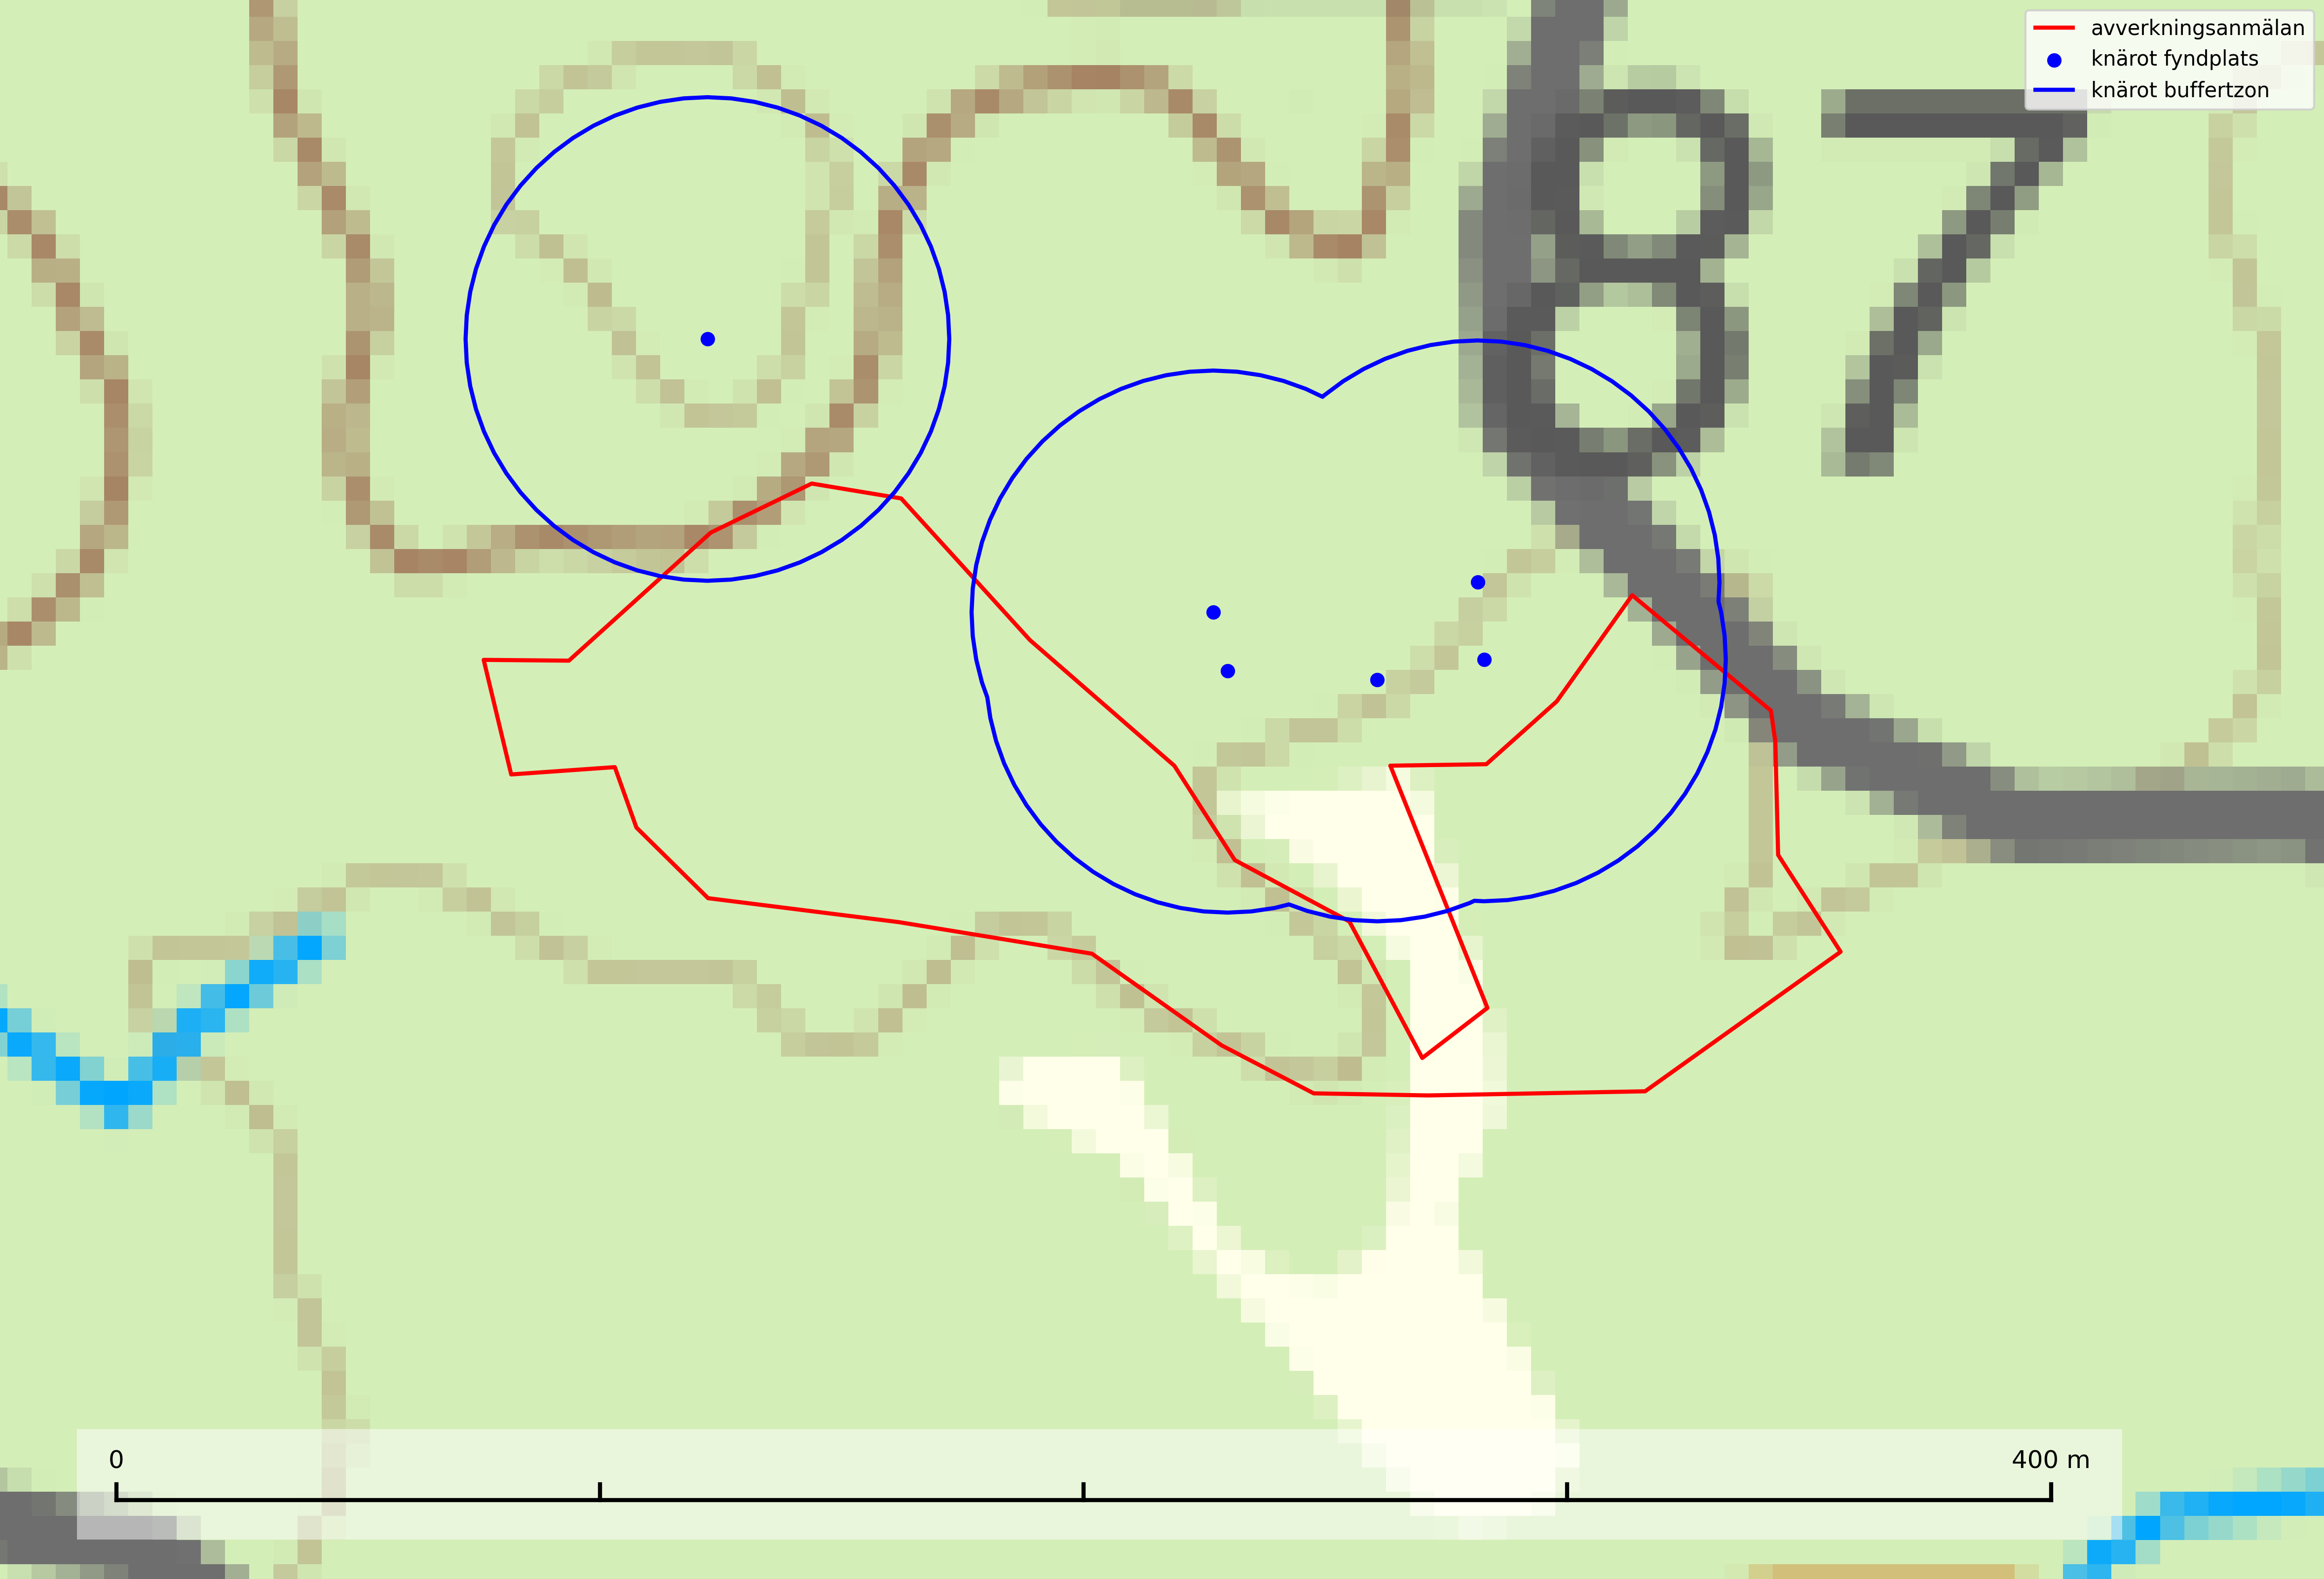 87
avverkningsanmälan
knärot fyndplats
knärot buffertzon
0
400 m